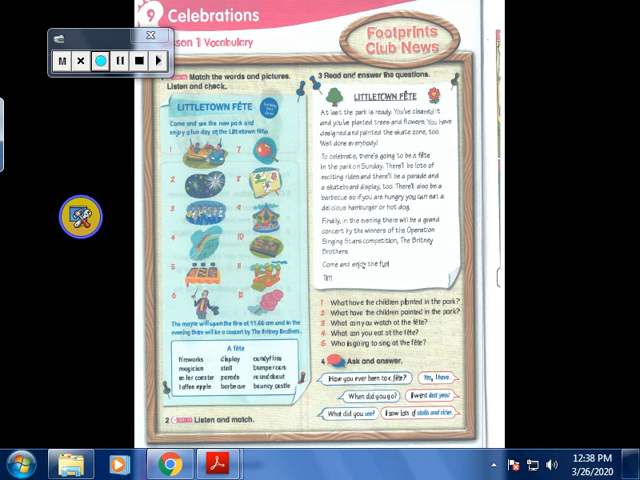 9 Celebrations
Lesson 1 Vocabulary
Footprints
Club News
M
Match the words and pictures.
Listen and check.
LITTLETOWN FÊTE
Come and see the new park and
enjoy a fun day at the Littletown fête
1
2
3
4
5
6
7
8
9
10
11
12
The mayor will open the fête at 11.00 am and in the
evening there will be a concert by The Britney Brothers.
A fête
fireworks display candyfloss
magician stall bumper cars
roller coaster parade roundabout
toffee apple barbecue bouncy castle
2 Listen and match.
3 Read and answer the questions.
LITTLETOWN FÊTE
At last the park is ready. You've cleaned it
and you've planted trees and flowers. You have
designed and painted the skate zone, too.
Well done everybody!
To celebrate, there's going to be a fête
in the park on Sunday. There'll be lots of
exciting rides and there'll be a parade and
a skateboard display, too. There'll also be a
barbecue so if you are hungry you can eat a
delicious hamburger or hot dog.
Finally, in the evening there will be a grand
concert by the winners of the Operation
Singing Stars competition, The Britney
Brothers.
Come and enjoy the fun!
Tim
1 What have the children planted in the park?
2 What have the children painted in the park?
3 What can you watch at the fête?
4 What can you eat at the fête?
5 Who is going to sing at the fête?
4 Ask and answer.
Have you ever been to a fête? Yes, I have.
When did you go? I went last year.
What did you see? I saw lots of stalls and rides.
12:38 PM
3/26/2020